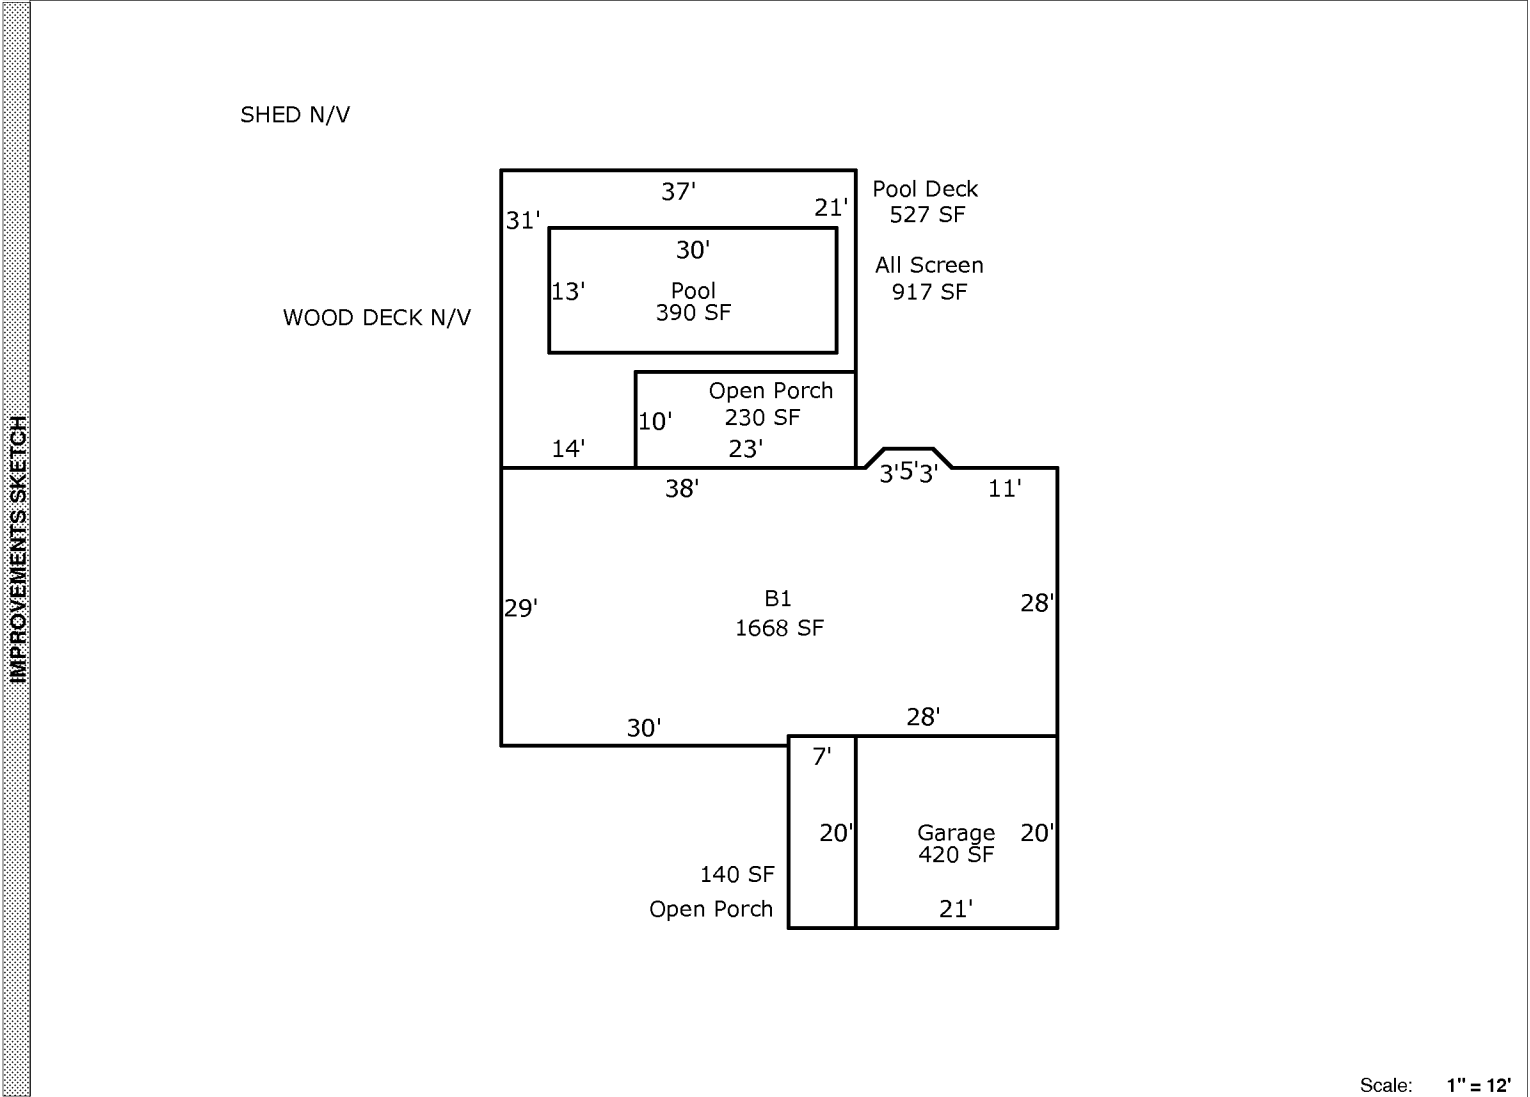 IMPROVEMENTS SKETCH
SHED N/V
37'
Pool Deck
21'
527 SF
31'
30'
All Screen
13'
Pool
917 SF
390 SF
WOOD DECK N/V
Open Porch
10'
230 SF
14'
23'
3'5'3'
38'
11'
B1
29'
28'
1668 SF
28'
30'
7'
20'
Garage
20'
420 SF
140 SF
Open Porch
21'
Scale: 1" = 12'